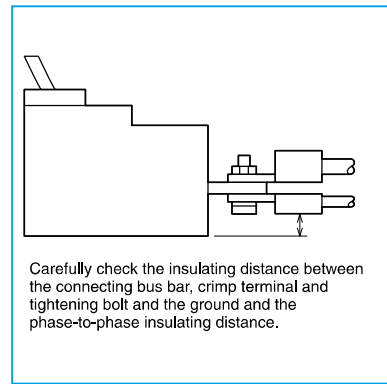 Carefully check the insulating distance between
the connecting bus bar, crimp terminal and
tightening bolt and the ground and the
phase-to-phase insulating distance.